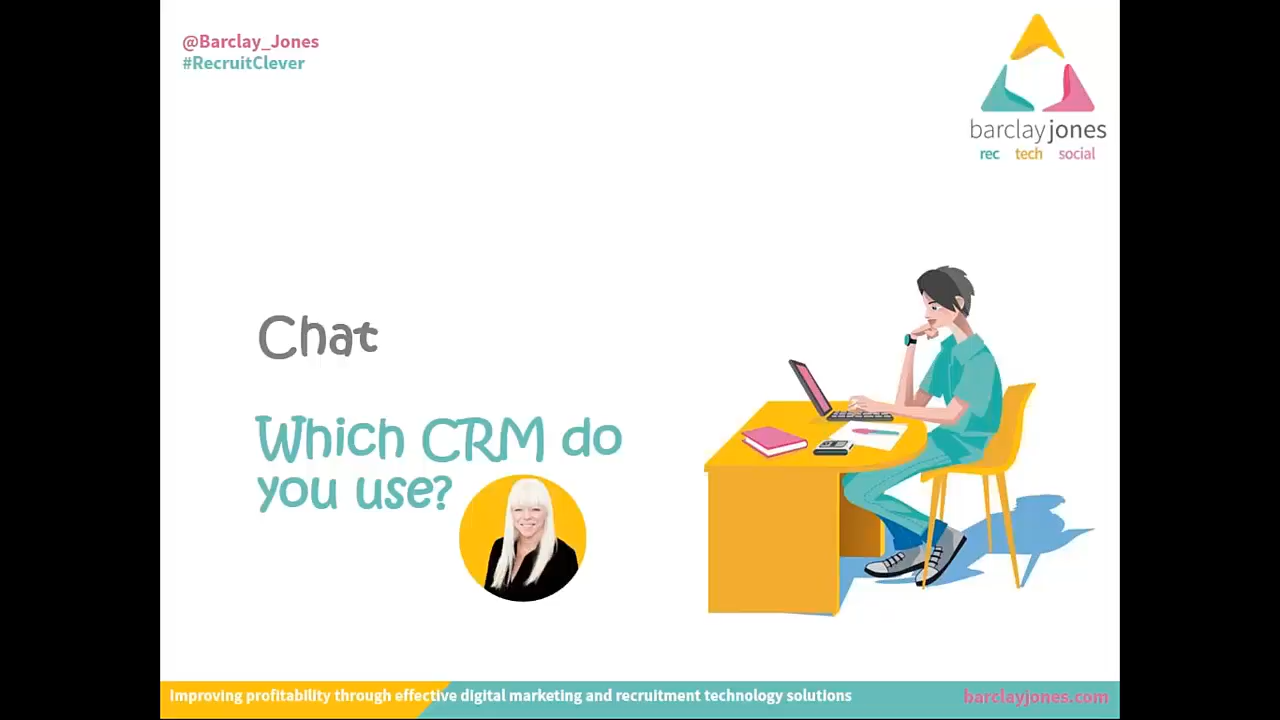 @Barclay_Jones
#RecruitClever
barclayjones
rec tech social
Chat
Which CRM do
you use?
Improving profitability through effective digital marketing and recruitment technology solutions
barclayjones.com